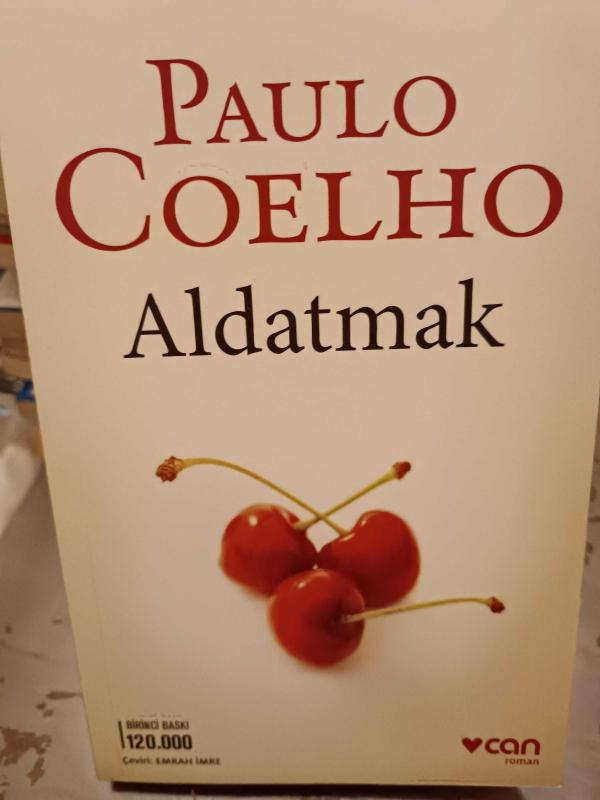 PAULO
COELHO
Aldatmak
BİRİNCİ BASKI
120.000
Çeviri: EMRAH İMRE
can
roman